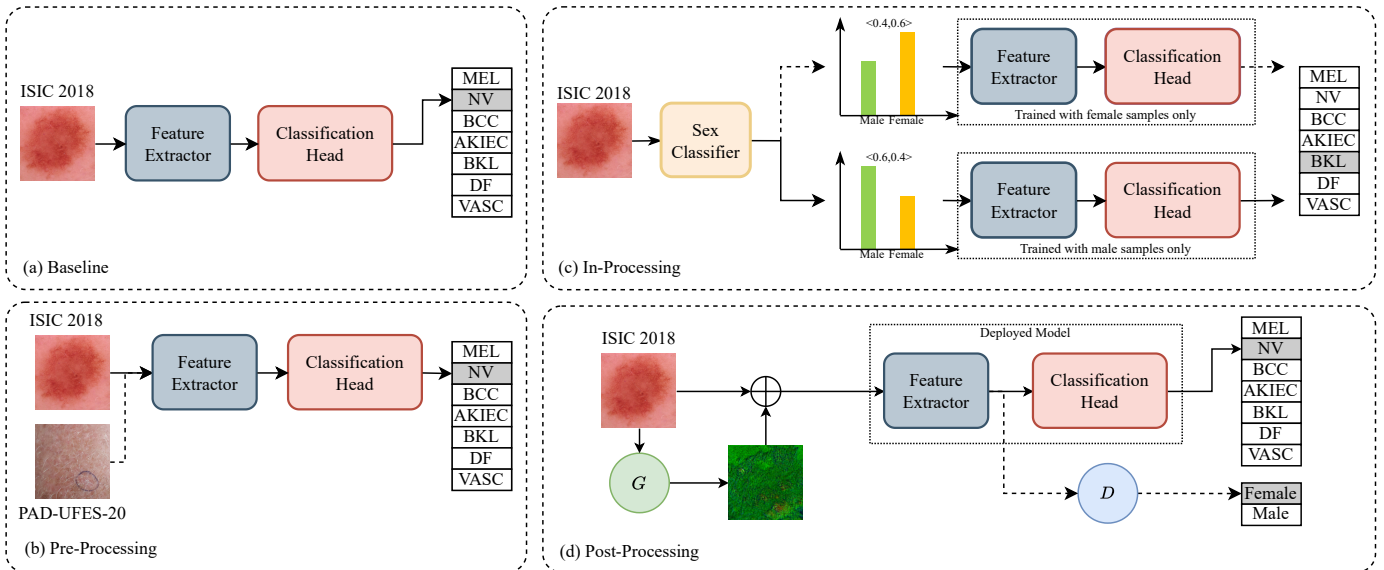 ISIC 2018
Feature
Extractor
Classification
Head
MEL
NV
BCC
AKIEC
BKL
DF
VASC
(a) Baseline
ISIC 2018
PAD-UFES-20
Feature
Extractor
Classification
Head
MEL
NV
BCC
AKIEC
BKL
DF
VASC
(b) Pre-Processing
ISIC 2018
Sex
Classifier
<0.4,0.6>
Male Female
Feature
Extractor
Classification
Head
Trained with female samples only
<0.6,0.4>
Male Female
Feature
Extractor
Classification
Head
Trained with male samples only
MEL
NV
BCC
AKIEC
BKL
DF
VASC
(c) In-Processing
ISIC 2018
G
Deployed Model
Feature
Extractor
Classification
Head
D
MEL
NV
BCC
AKIEC
BKL
DF
VASC
Female
Male
(d) Post-Processing